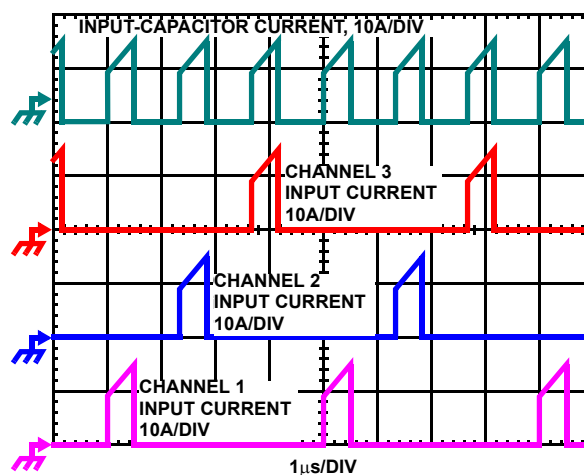 INPUT-CAPACITOR CURRENT, 10A/DIV
CHANNEL 3
INPUT CURRENT
10A/DIV
CHANNEL 2
INPUT CURRENT
10A/DIV
CHANNEL 1
INPUT CURRENT
10A/DIV
1μs/DIV